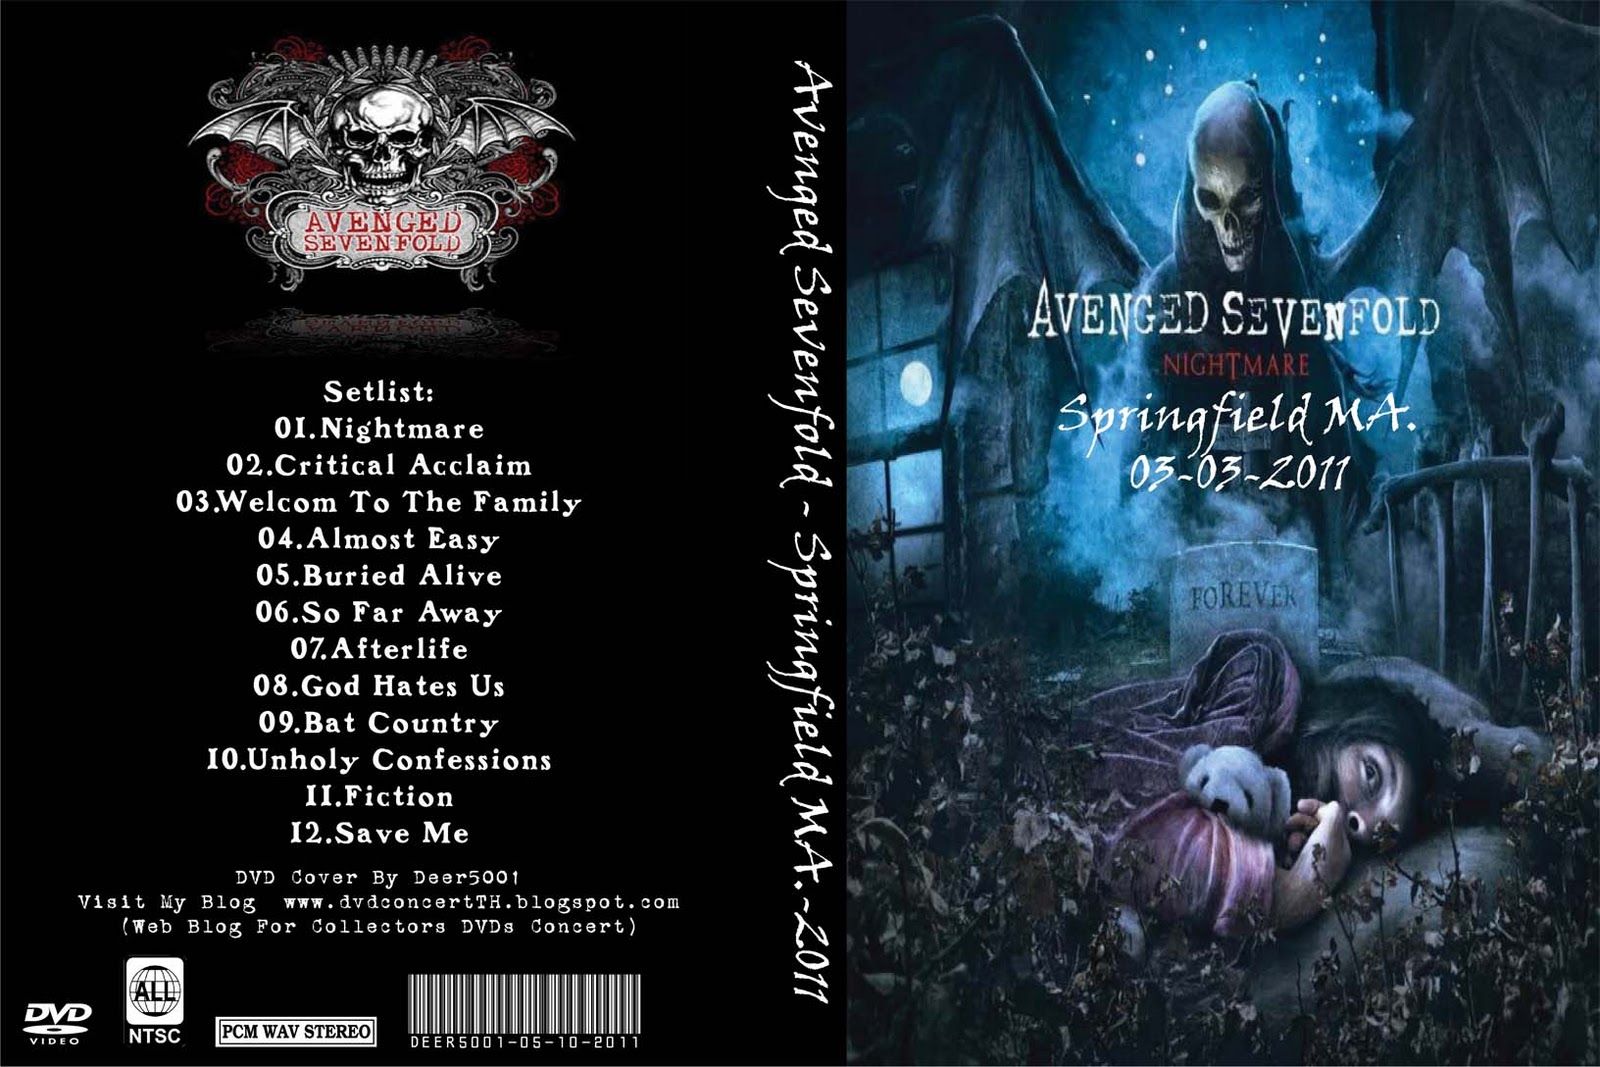 AVENGED
SEVENFOLD
Setlist:
01.Nightmare
02.Critical Acclaim
03.Welcom To The Family
04.Almost Easy
05.Buried Alive
06.So Far Away
07.Afterlife
08.God Hates Us
09.Bat Country
10.Unholy Confessions
11.Fiction
12.Save Me
DVD Cover By Deer5001
Visit My Blog www.dvdconcertTH.blogspot.com
(Web Blog For Collectors DVDs Concert)
DVD
VIDEO
ALL
NTSC
PCM WAV STEREO
DEER5001-05-10-2011
Avenged Sevenfold - Springfield MA.-2011
AVENGED SEVENFOLD
NIGHTMARE
Springfield MA.
03-03-2011
FOREVER